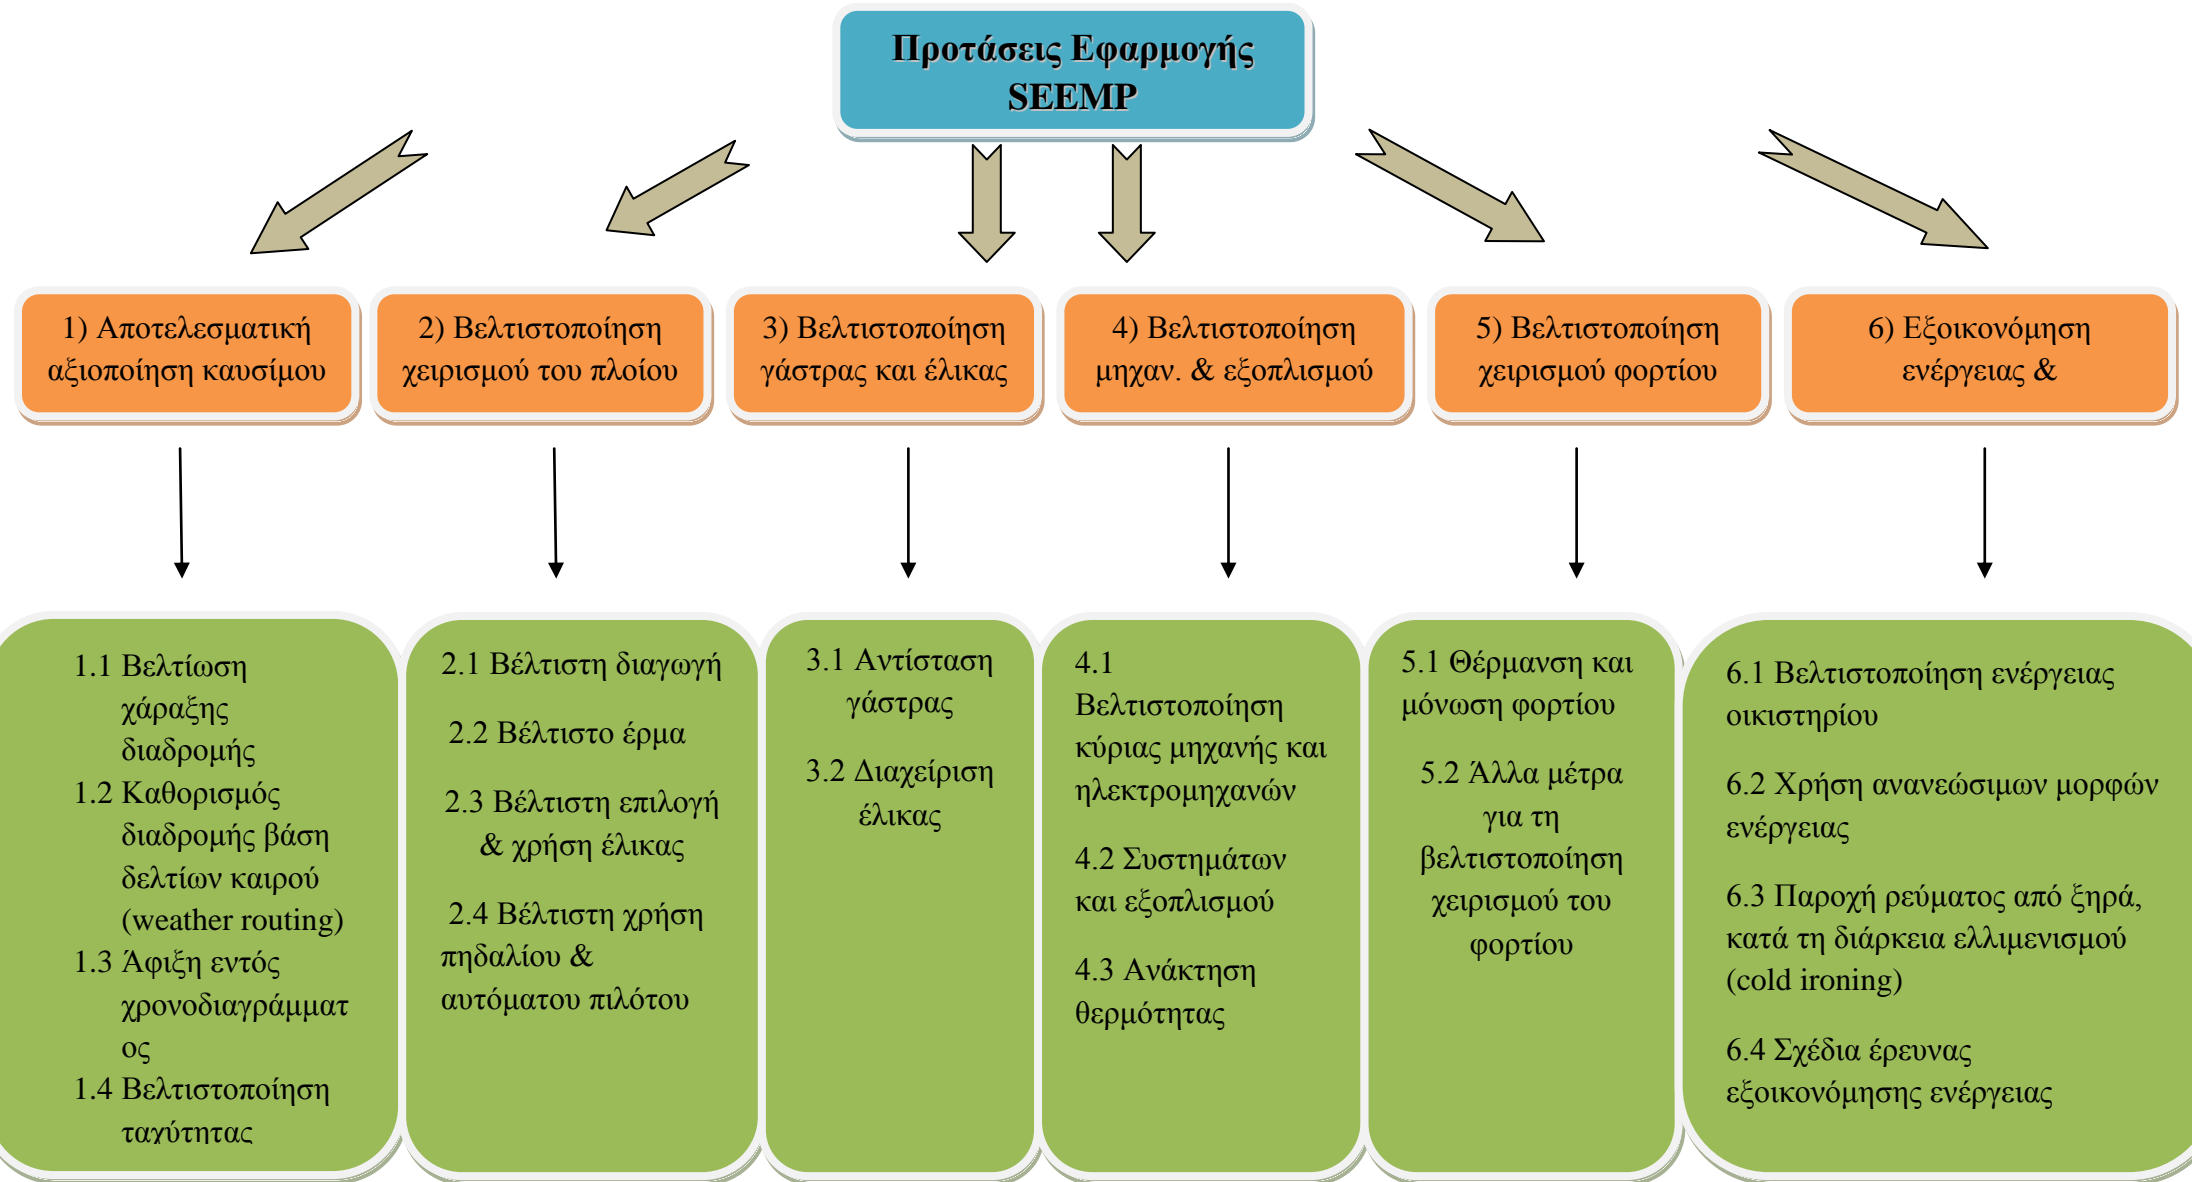 Προτάσεις Εφαρμογής
SEEMP
1) Αποτελεσματική
αξιοποίηση καυσίμου
2) Βελτιστοποίηση
χειρισμού του πλοίου
3) Βελτιστοποίηση
γάστρας και έλικας
4) Βελτιστοποίηση
μηχαν. & εξοπλισμού
5) Βελτιστοποίηση
χειρισμού φορτίου
6) Εξοικονόμηση
ενέργειας &
1.1 Βελτίωση
χάραξης
διαδρομής
1.2 Καθορισμός
διαδρομής βάση
δελτίων καιρού
(weather routing)
1.3 Άφιξη εντός
χρονοδιαγράμματ
ος
1.4 Βελτιστοποίηση
ταχύτητας
2.1 Βέλτιστη διαγωγή
2.2 Βέλτιστο έρμα
2.3 Βέλτιστη επιλογή
& χρήση έλικας
2.4 Βέλτιστη χρήση
πηδαλίου &
αυτόματου πιλότου
3.1 Αντίσταση
γάστρας
3.2 Διαχείριση
έλικας
4.1
Βελτιστοποίηση
κύριας μηχανής και
ηλεκτρομηχανών
4.2 Συστημάτων
και εξοπλισμού
4.3 Ανάκτηση
θερμότητας
5.1 Θέρμανση και
μόνωση φορτίου
5.2 Άλλα μέτρα
για τη
βελτιστοποίηση
χειρισμού του
φορτίου
6.1 Βελτιστοποίηση ενέργειας
οικιστηρίου
6.2 Χρήση ανανεώσιμων μορφών
ενέργειας
6.3 Παροχή ρεύματος από ξηρά,
κατά τη διάρκεια ελλιμενισμού
(cold ironing)
6.4 Σχέδια έρευνας
εξοικονόμησης ενέργειας